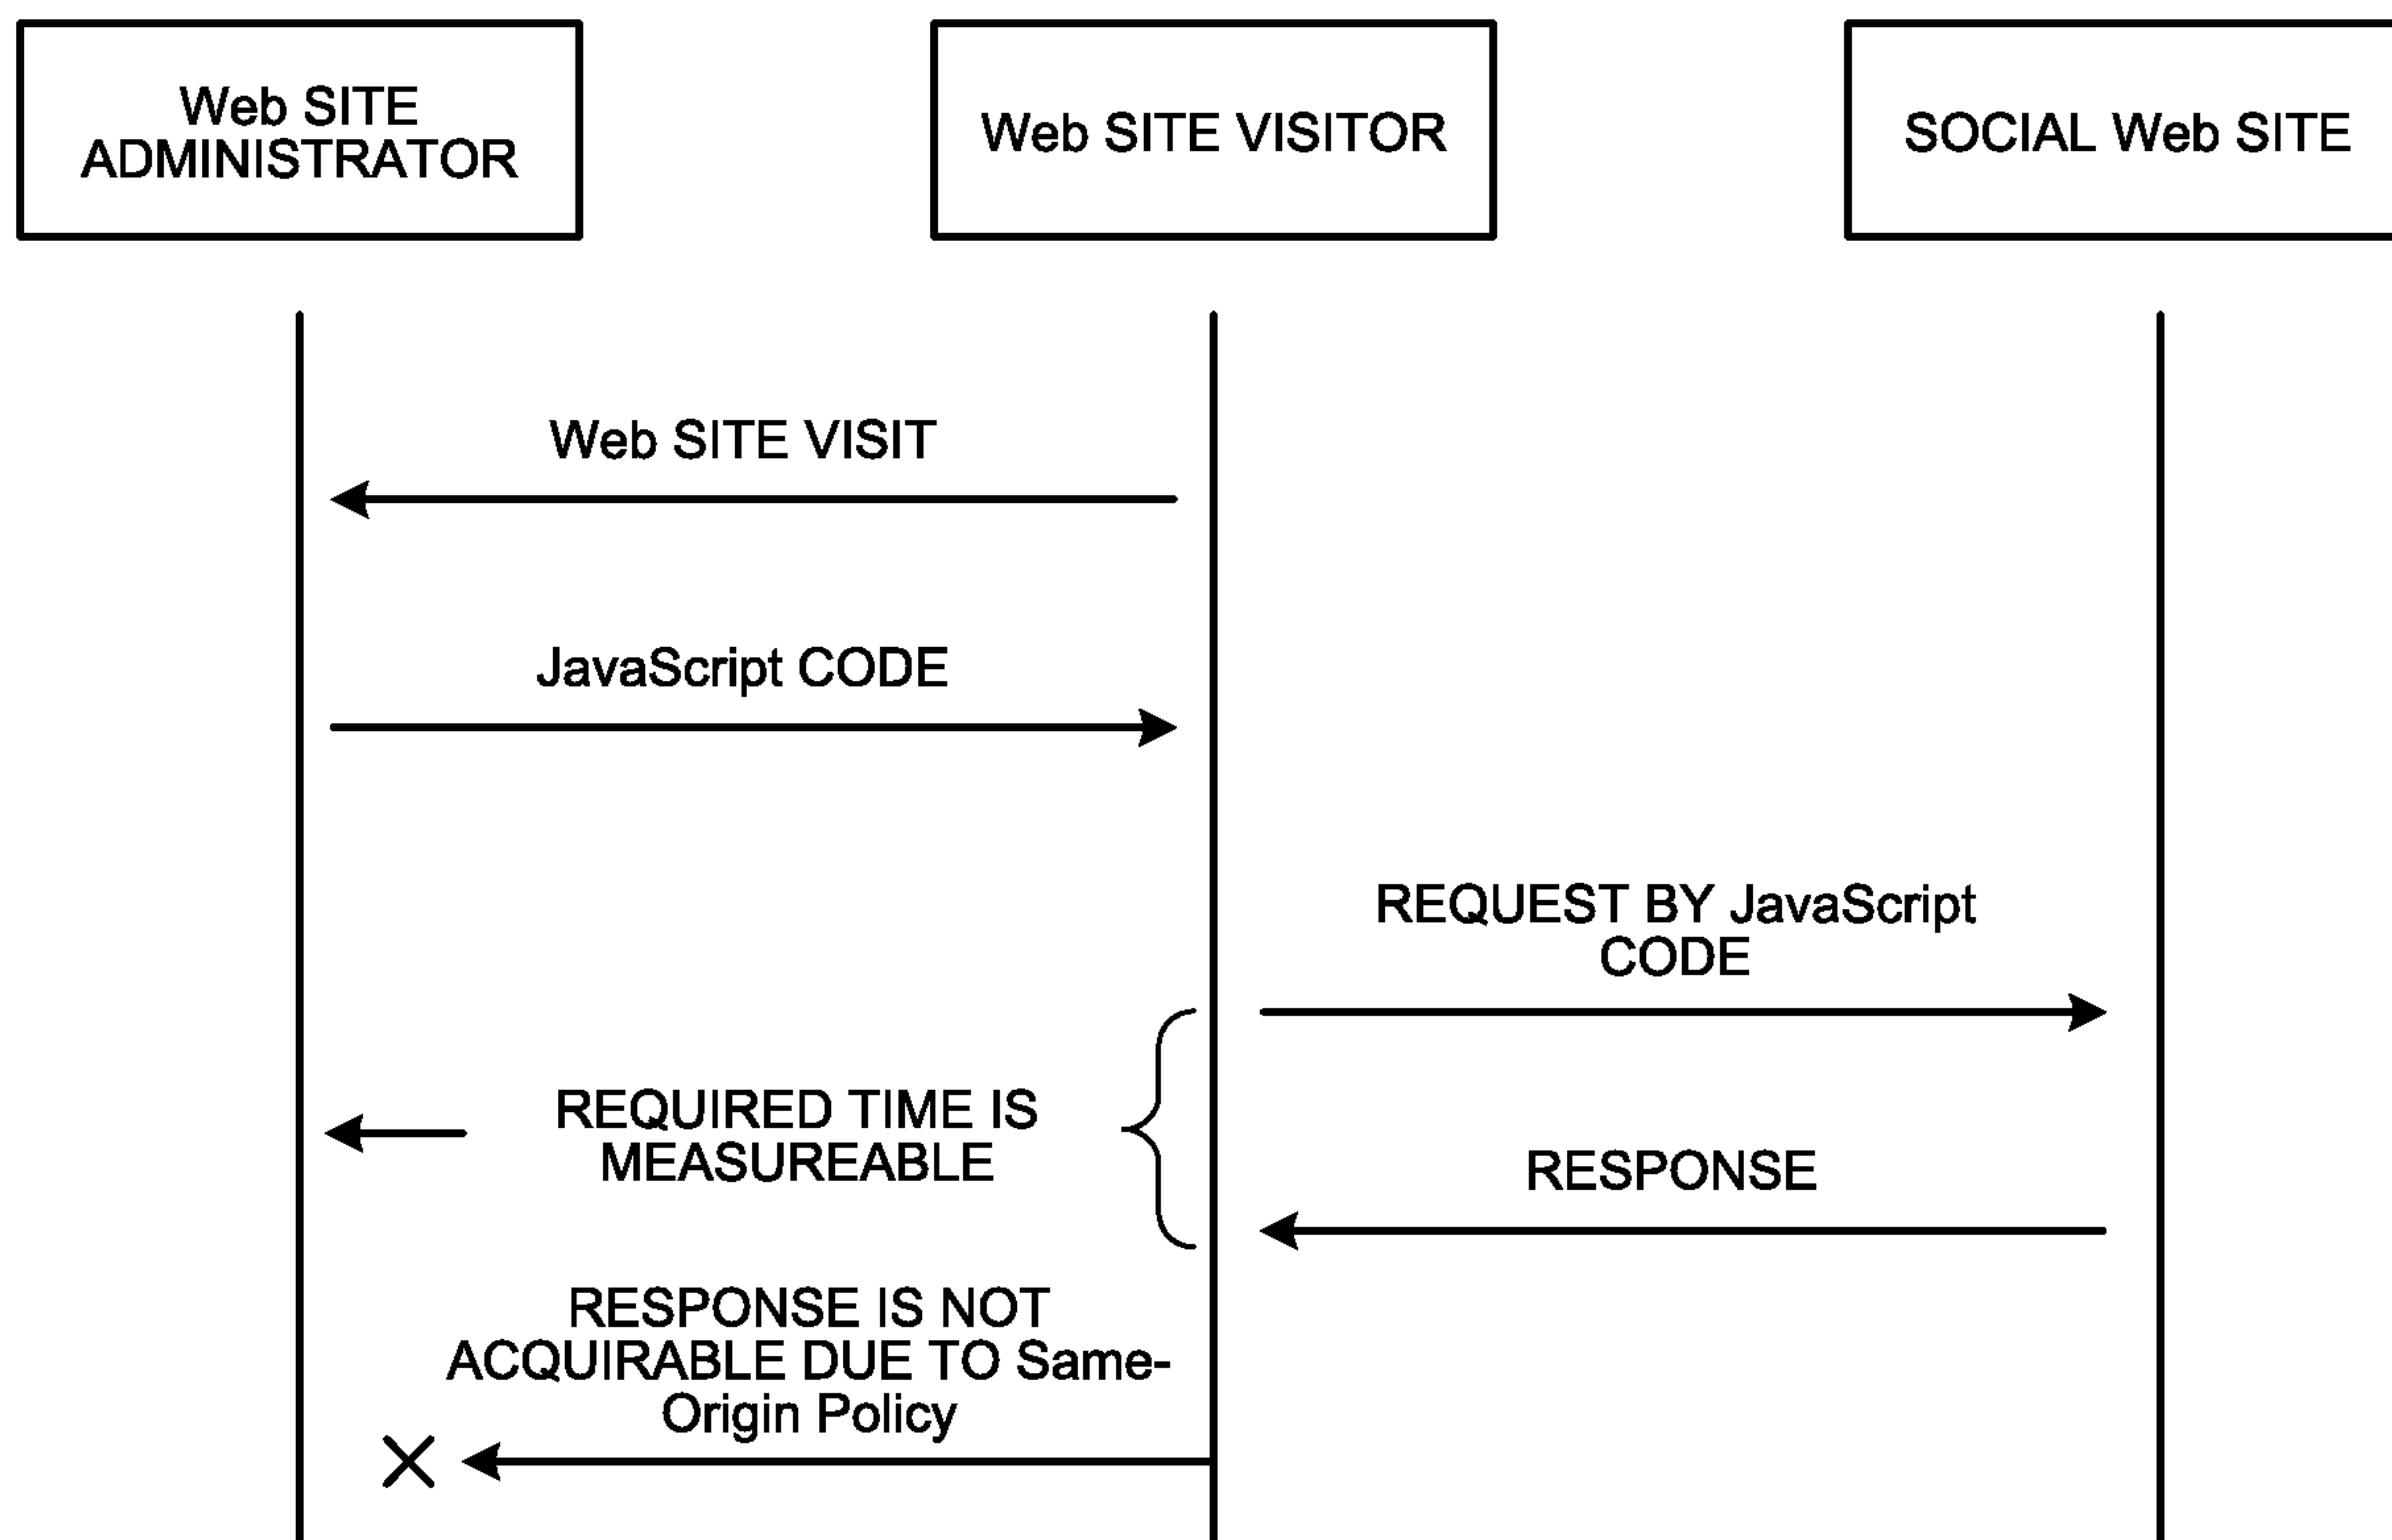 Web SITE
ADMINISTRATOR
Web SITE VISITOR
SOCIAL Web SITE
Web SITE VISIT
JavaScript CODE
REQUEST BY JavaScript
CODE
REQUIRED TIME IS
MEASUREABLE
RESPONSE
RESPONSE IS NOT
ACQUIRABLE DUE TO Same-
Origin Policy